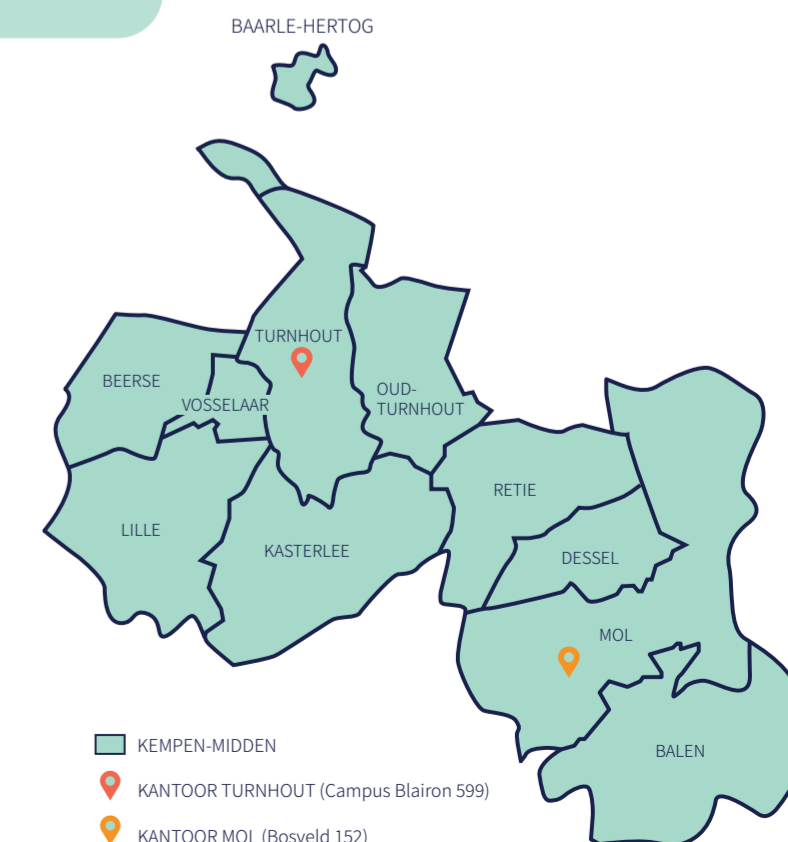 BAARLE-HERTOG
TURNHOUT
BEERSE
OUD-
TURNHOUT
VOSSELAAR
RETIE
LILLE
KASTERLEE
DESSEL
MOL
BALEN
KEMPEN-MIDDEN
KANTOOR TURNHOUT (Campus Blairon 599)
KANTOOR MOL (Bosveld 152)